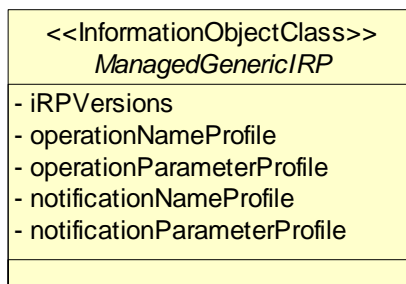 <<InformationObjectClass>>
ManagedGenericIRP
- iRPVersions
- operationNameProfile
- operationParameterProfile
- notificationNameProfile
- notificationParameterProfile